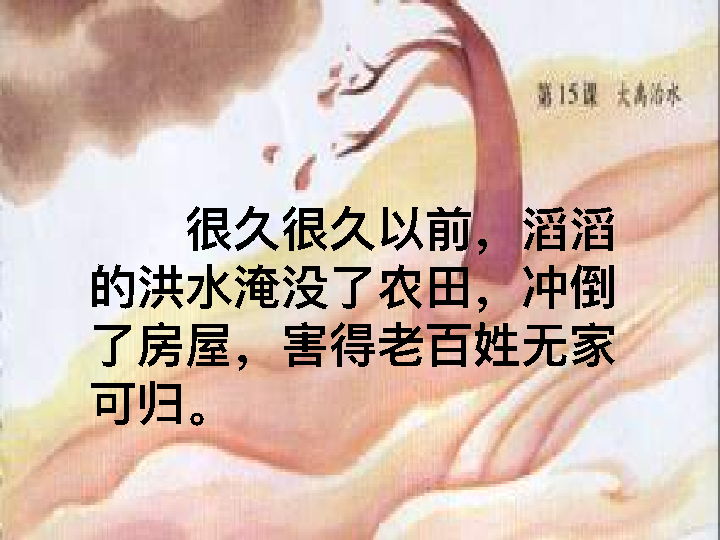 第15课 大禹治水
很久很久以前，滔滔
的洪水淹没了农田，冲倒
了房屋，害得老百姓无家
可归。